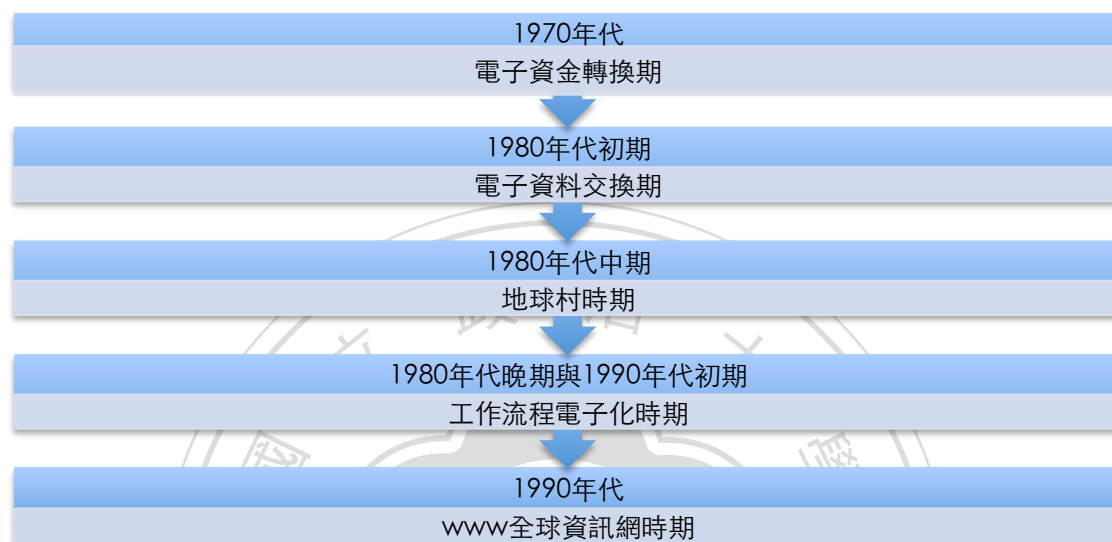 1970年代
電子資金轉換期
1980年代初期
電子資料交換期
1980年代中期
地球村時期
1980年代晚期與1990年代初期
工作流程電子化時期
1990年代
www全球資訊網時期